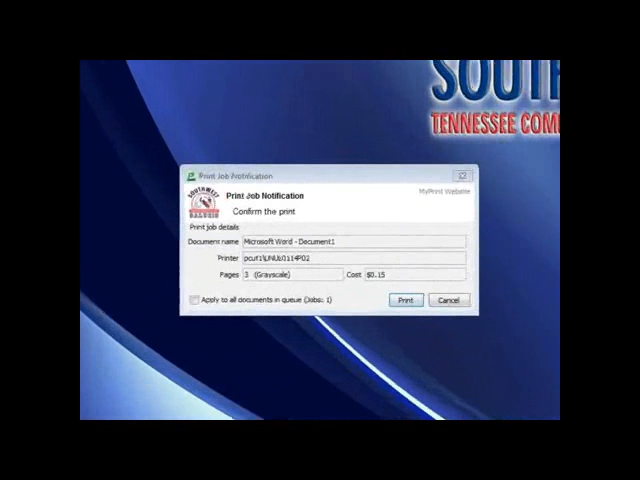 SOUTH
TENNESSEE COM
Print Job Notification
MyPrint Website
SOUTHWEST
SALUQIS
Print Job Notification
Confirm the print
Print job details
Document name Microsoft Word - Document1
Printer
Pages 3 (Grayscale) Cost $0.15
Apply to all documents in queue (Jobs: 1)
Print Cancel